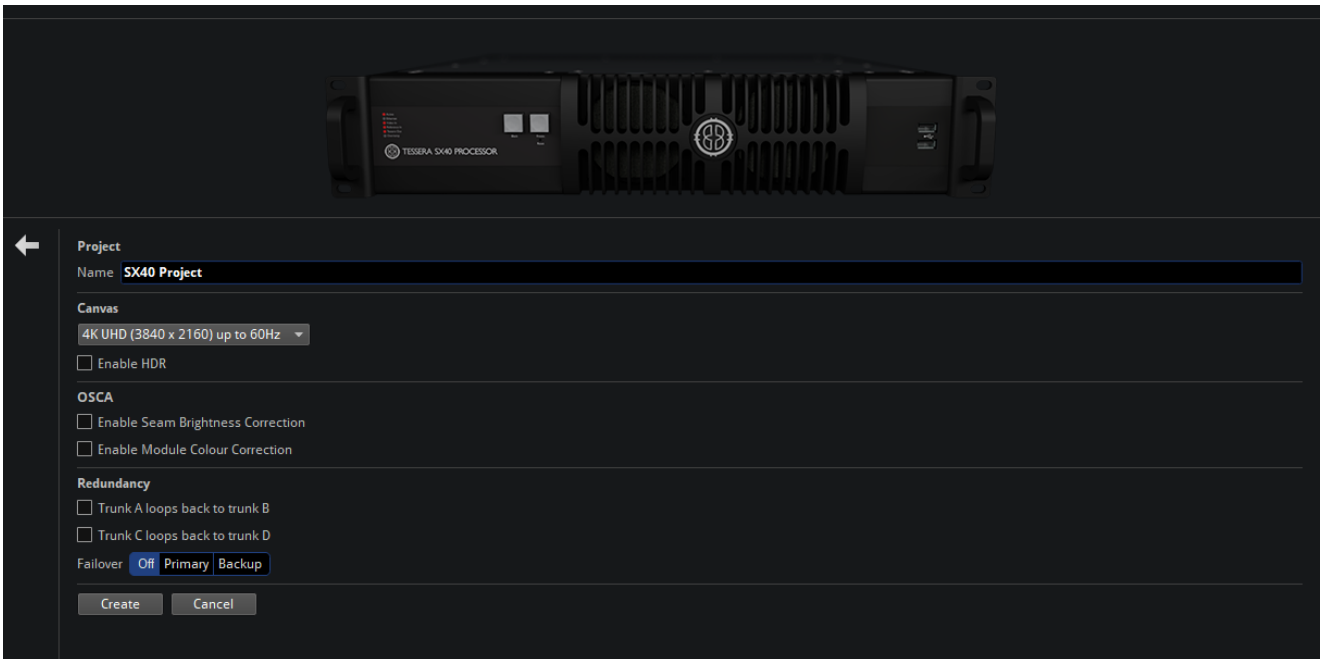 TESSERA SX40 PROCESSOR
Project
Name SX40 Project
Canvas
4K UHD (3840 x 2160) up to 60Hz
Enable HDR
OSCA
Enable Seam Brightness Correction
Enable Module Colour Correction
Redundancy
Trunk A loops back to trunk B
Trunk C loops back to trunk D
Failover Off Primary Backup
Create Cancel